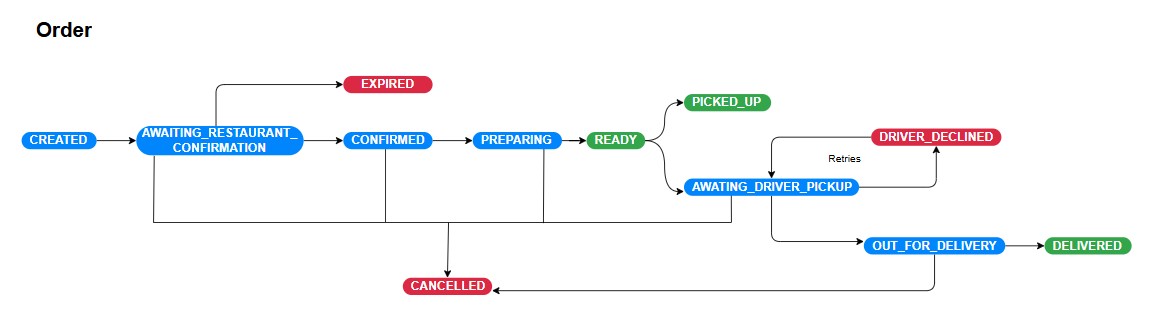 Order
EXPIRED
PICKED_UP
CREATED
AWAITING_RESTAURANT_
CONFIRMATION
CONFIRMED
PREPARING
READY
DRIVER_DECLINED
Retries
AWATING_DRIVER_PICKUP
OUT_FOR_DELIVERY
DELIVERED
CANCELLED